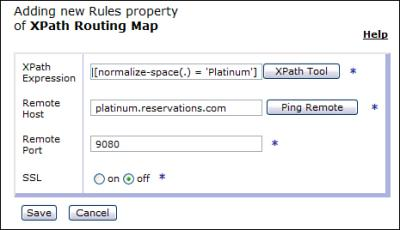 Adding new Rules property
of XPath Routing Map
Help
XPath Expression
[normalize-space(.) = 'Platinum']
XPath Tool
*
Remote Host
platinum.reservations.com
Ping Remote
*
Remote Port
9080
*
SSL
on
off
*
Save
Cancel